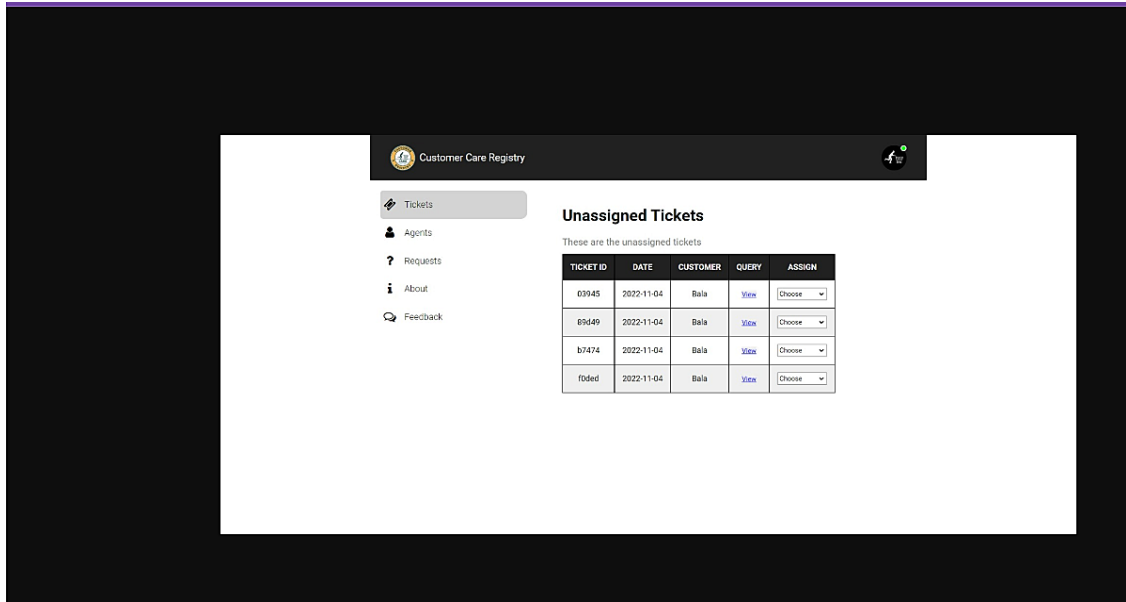 Customer Care Registry
Tickets
Agents
Requests
About
Feedback
Unassigned Tickets
These are the unassigned tickets
TICKET ID DATE CUSTOMER QUERY ASSIGN
03945 2022-11-04 Bala View Choose
89d49 2022-11-04 Bala View Choose
b7474 2022-11-04 Bala View Choose
f0ded 2022-11-04 Bala View Choose